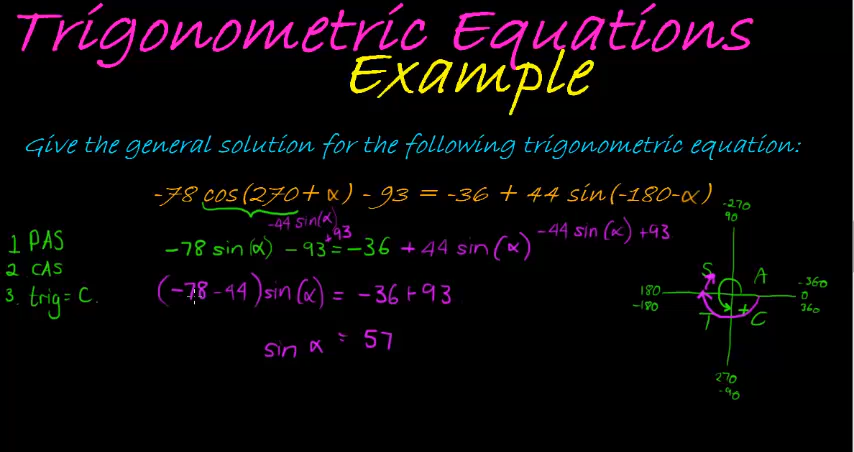 Trigonometric Equations
Example
Give the general solution for the following trigonometric equation:
-78 cos(270+ α) - 93 = -36 + 44 sin(-180-α)
-44 sin(α) +93 -44 sin(α) +93
-78 sin(α) - 93 = -36 + 44 sin(α)
(-78 - 44) sin(α) = -36 + 93
sin α = 57
1 PAS
2 CAS
3. trig = C.
-270
90
S A
180 -360
-180 0
360
T + C
270
-90